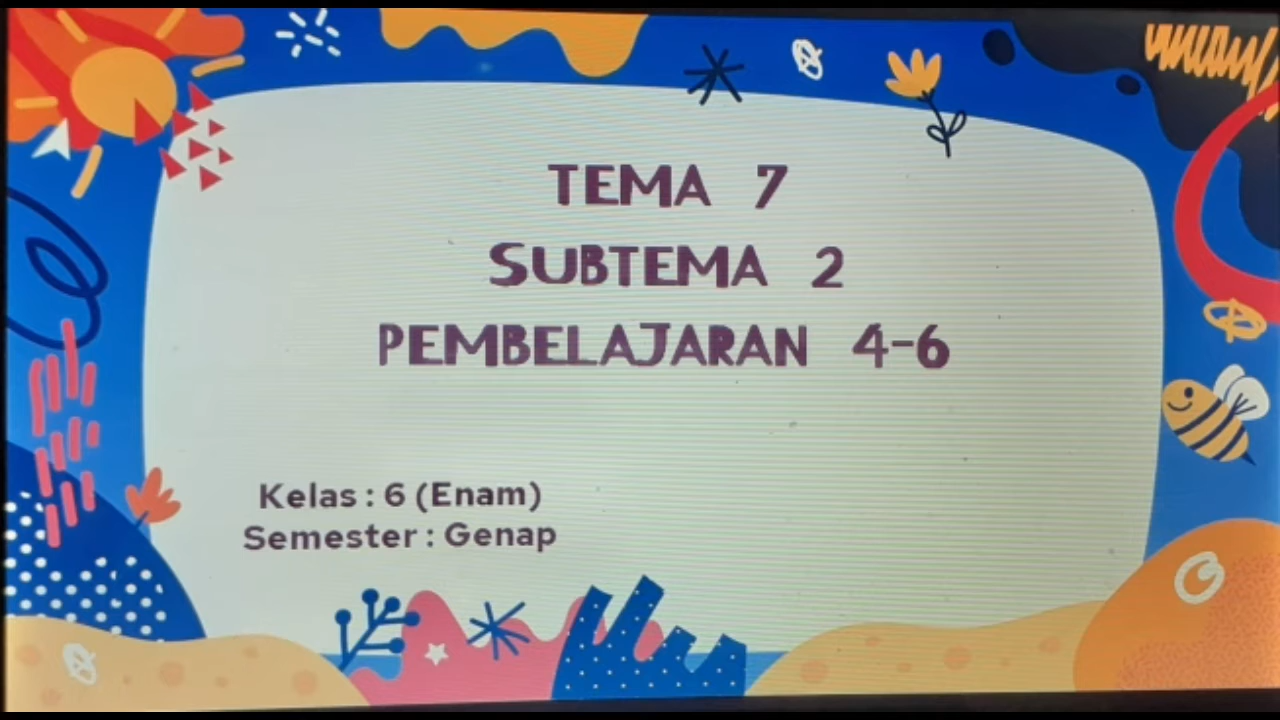 TEMA 7
SUBTEMA 2
PEMBELAJARAN 4-6
Kelas : 6 (Enam)
Semester : Genap